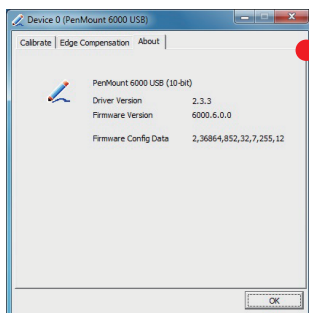 Device 0 (PenMount 6000 USB)
Calibrate Edge Compensation About
PenMount 6000 USB (10-bit)
Driver Version 2.3.3
Firmware Version 6000.6.0.0
Firmware Config Data 2,36864,852,32,7,255,12
OK